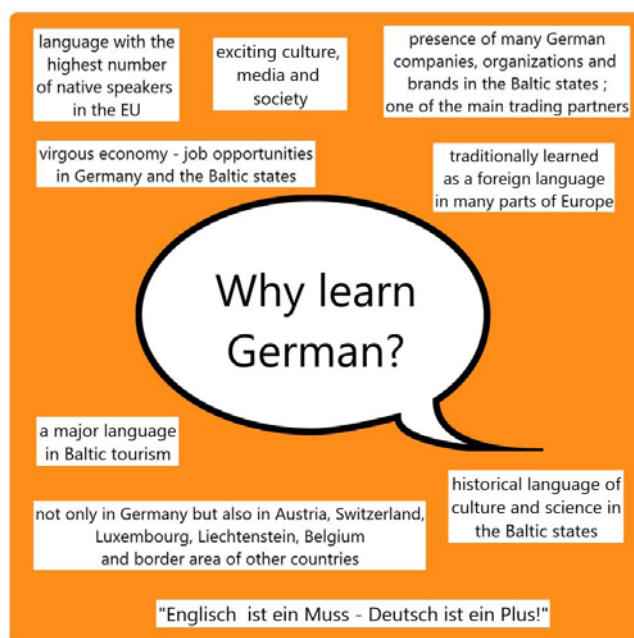 language with the
highest number
of native speakers
in the EU
exciting culture,
media and
society
presence of many German
companies, organizations and
brands in the Baltic states ;
one of the main trading partners
virgous economy - job opportunities
in Germany and the Baltic states
traditionally learned
as a foreign language
in many parts of Europe
Why learn
German?
a major language
in Baltic tourism
historical language of
culture and science in
the Baltic states
not only in Germany but also in Austria, Switzerland,
Luxembourg, Liechtenstein, Belgium
and border area of other countries
"Englisch ist ein Muss - Deutsch ist ein Plus!"